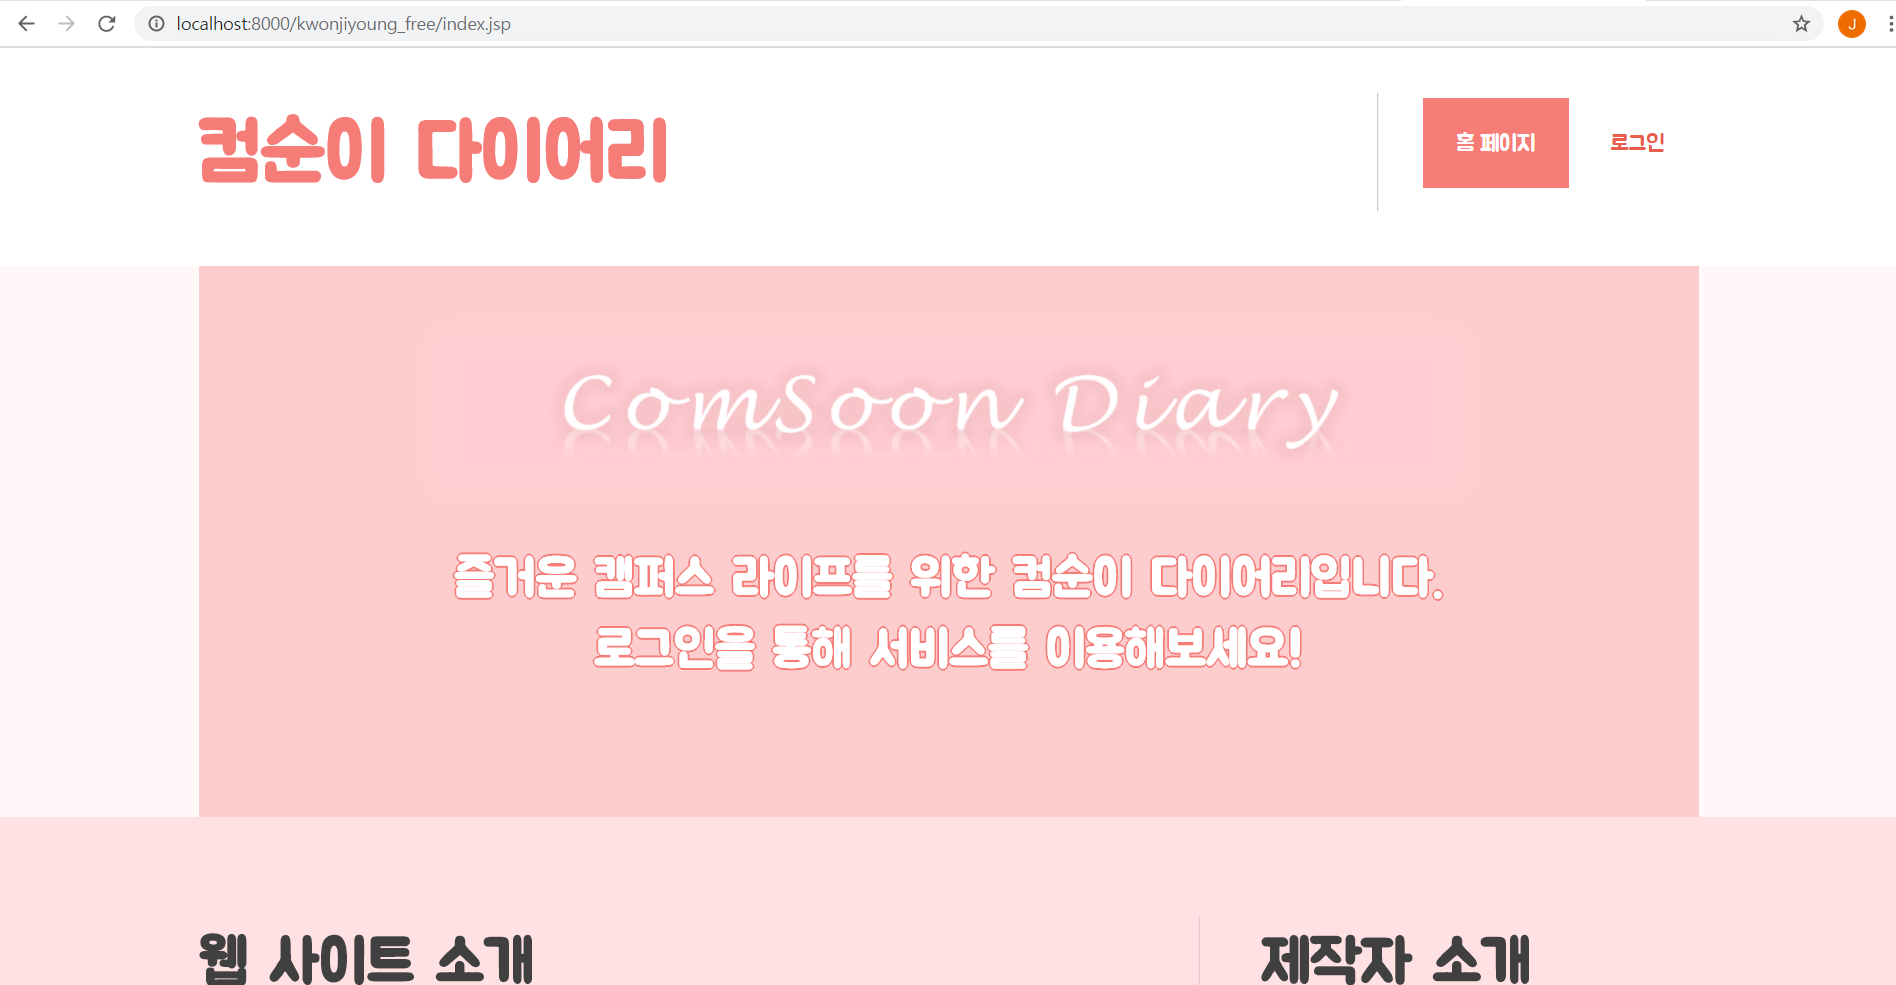 localhost:8000/kwonjiyoung_free/index.jsp
J
컴순이 다이어리
홈 페이지
로그인
ComSoon Diary
즐거운 캠퍼스 라이프를 위한 컴순이 다이어리입니다.
로그인을 통해 서비스를 이용해보세요!
웹 사이트 소개
제작자 소개